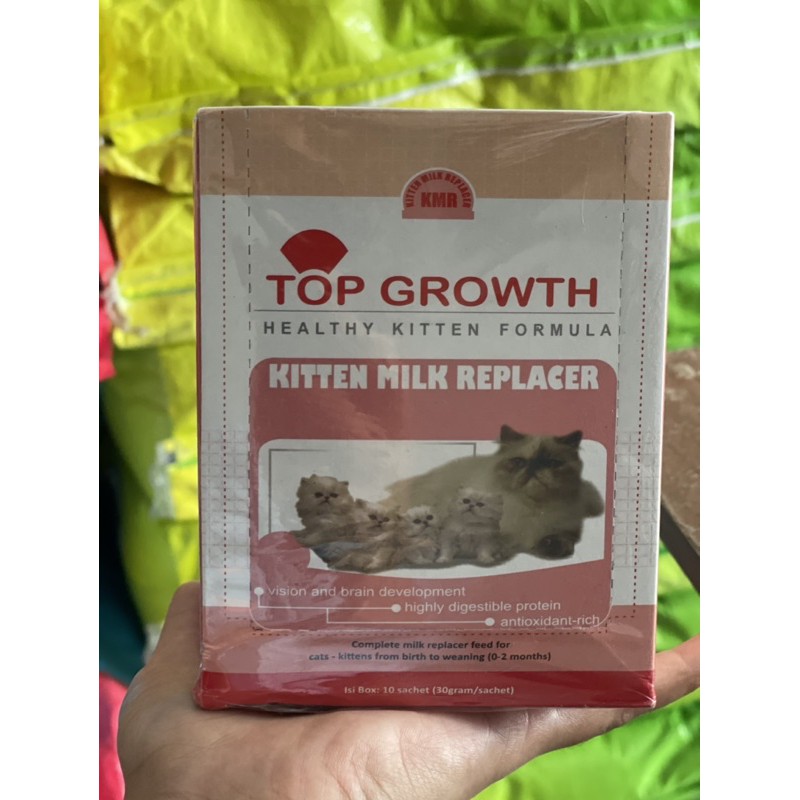 KITTEN MILK REPLACER
KMR
TOP GROWTH
HEALTHY KITTEN FORMULA
KITTEN MILK REPLACER
vision and brain development
highly digestible protein
antioxidant-rich
Complete milk replacer feed for
cats - kittens from birth to weaning (0-2 months)
Isi Box: 10 sachet (30gram/sachet)